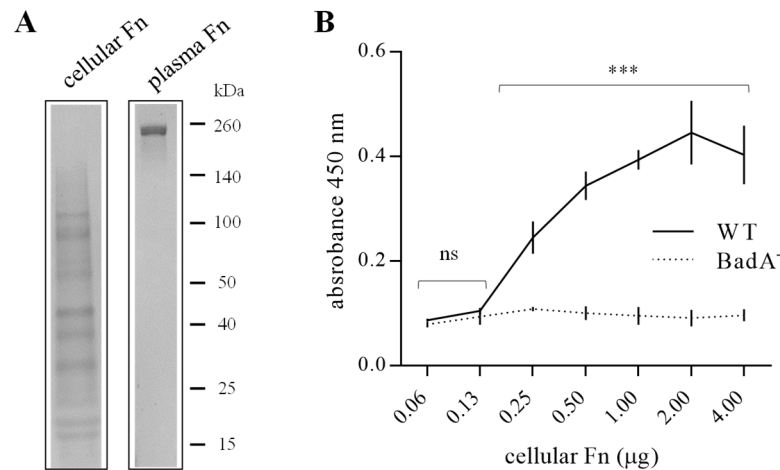 A
cellular Fn
plasma Fn
kDa
260
140
100
50
40
25
15
B
0.6
***
0.4
ns
WT
BadA-
0.2
0.0
absrobance 450 nm
0.06
0.13
0.25
0.50
1.00
2.00
4.00
cellular Fn (µg)